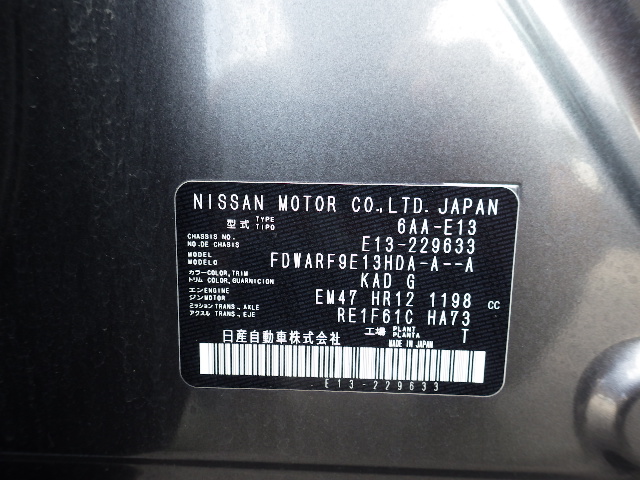 NISSAN MOTOR CO.,LTD. JAPAN
型式 TYPE TIPO 6AA-E13
CHASSIS NO. NO.DE CHASIS E13-229633
MODEL MODELO FDWARF9E13HDA-A--A
カラー COLOR,TRIM トリム COLOR,GUARNICION KAD G
エンジン ENGINE MOTOR EM47 HR12 1198 cc
ミッション TRANS., AXLE アクスル TRANS., EJE RE1F61C HA73
日産自動車株式会社 工場 PLANT PLANTA T
MADE IN JAPAN
E13-229633